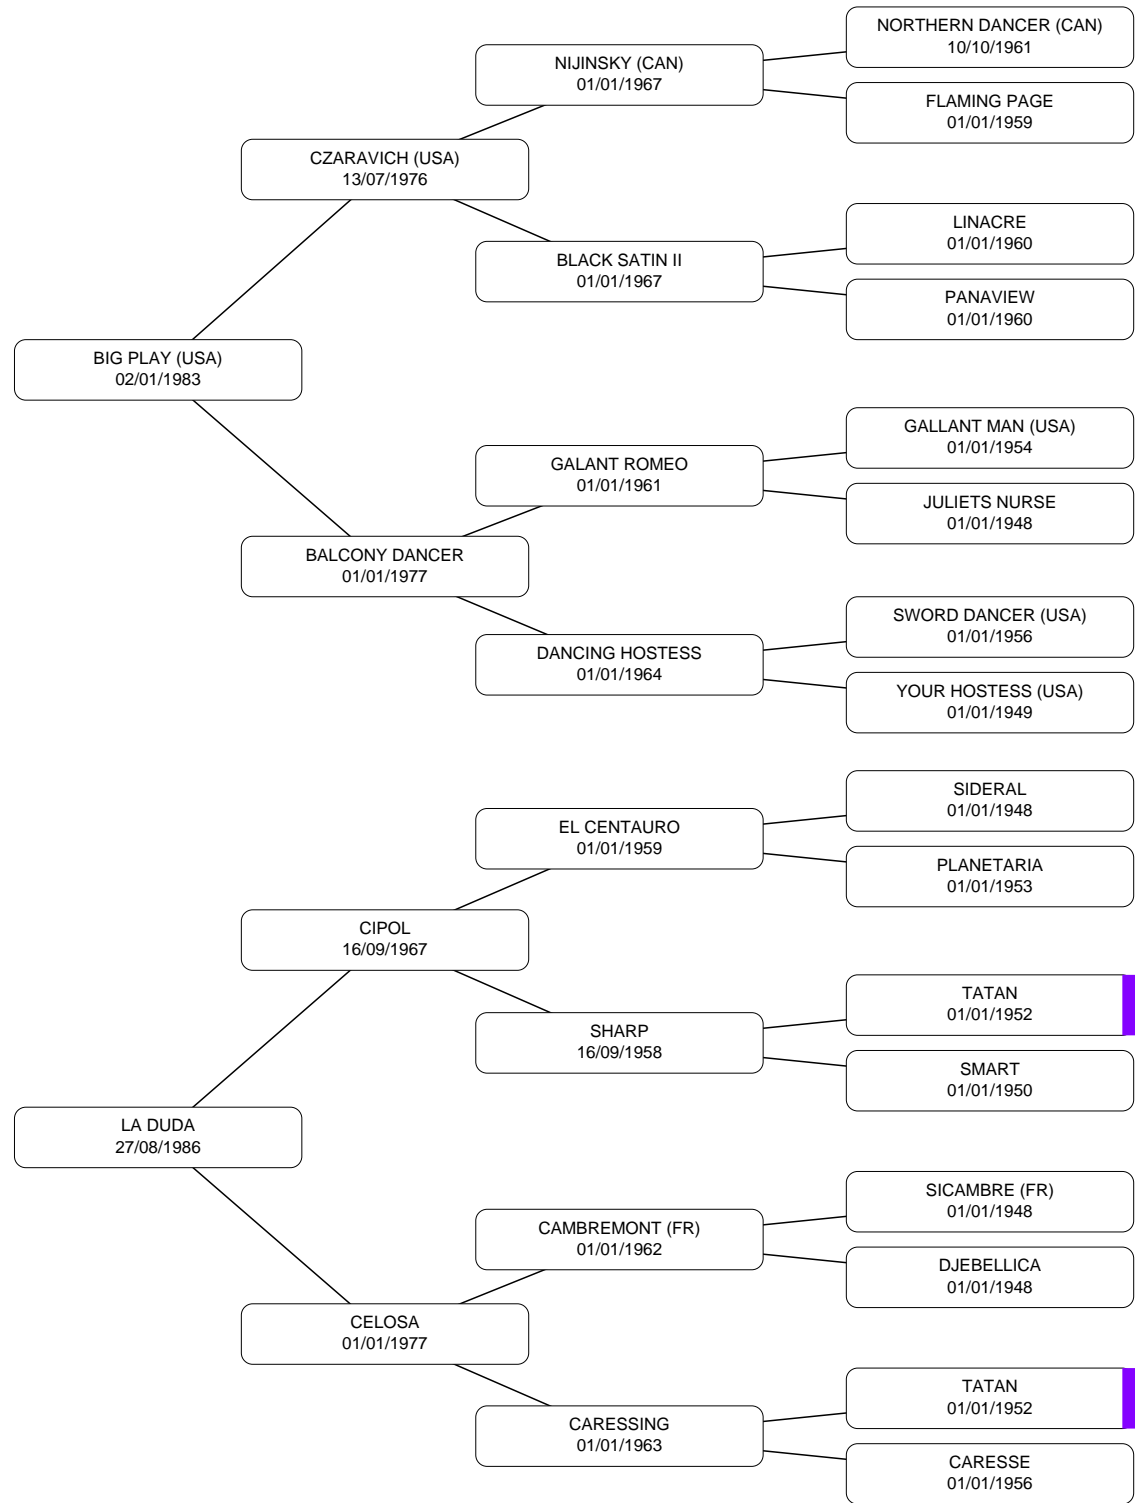 NORTHERN DANCER (CAN)
10/10/1961
NIJINSKY (CAN)
01/01/1967
FLAMING PAGE
01/01/1959
CZARAVICH (USA)
13/07/1976
LINACRE
01/01/1960
BLACK SATIN II
01/01/1967
PANAVIEW
01/01/1960
BIG PLAY (USA)
02/01/1983
GALLANT MAN (USA)
01/01/1954
GALANT ROMEO
01/01/1961
JULIETS NURSE
01/01/1948
BALCONY DANCER
01/01/1977
SWORD DANCER (USA)
01/01/1956
DANCING HOSTESS
01/01/1964
YOUR HOSTESS (USA)
01/01/1949
SIDERAL
01/01/1948
EL CENTAURO
01/01/1959
PLANETARIA
01/01/1953
CIPOL
16/09/1967
TATAN
01/01/1952
SHARP
16/09/1958
SMART
01/01/1950
LA DUDA
27/08/1986
SICAMBRE (FR)
01/01/1948
CAMBREMONT (FR)
01/01/1962
DJEBELLICA
01/01/1948
CELOSA
01/01/1977
TATAN
01/01/1952
CARESSING
01/01/1963
CARESSE
01/01/1956